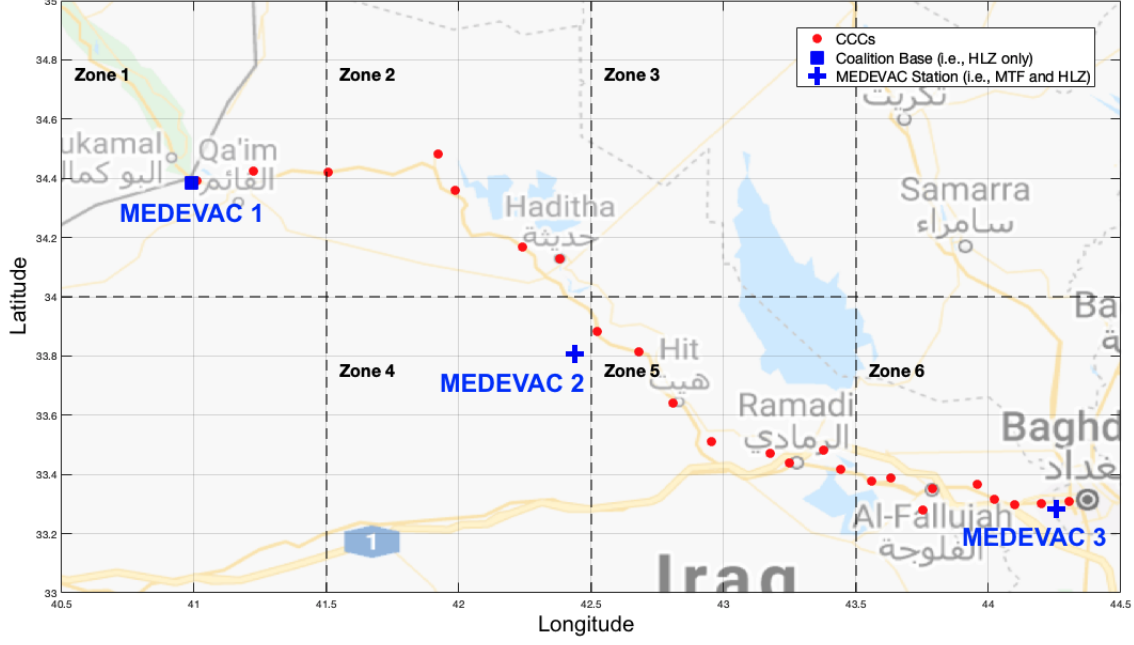 35
34.8
34.6
34.4
34.2
34
33.8
33.6
33.4
33.2
33
Latitude
40.5
41
41.5
42
42.5
43
43.5
44
44.5
Longitude
CCCs
Coalition Base (i.e., HLZ only)
MEDEVAC Station (i.e., MTF and HLZ)
Zone 1
Zone 2
Zone 3
تكريت
ukamal
البو كما
Qa'im
القائم
MEDEVAC 1
Haditha
حديثة
Samarra
سامراء
Ba
Zone 4
Zone 5
Zone 6
MEDEVAC 2
Hit
هيت
Ramadi
الرمادي
Baghd
غداد
Al-Fallujah
الفلوجة
MEDEVAC 3
1
Iraq